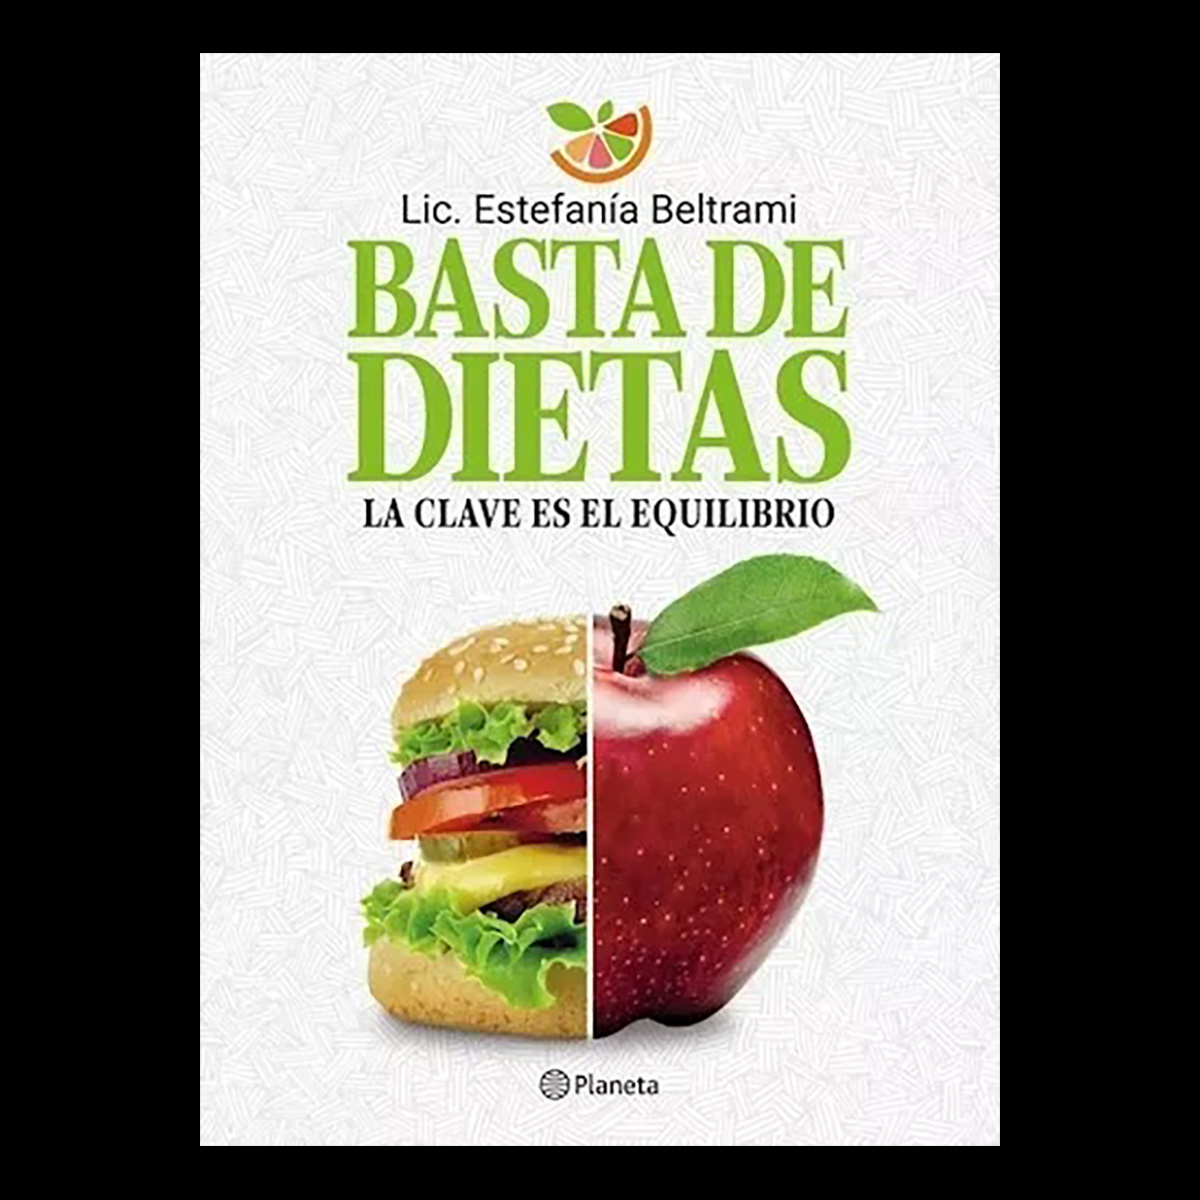 Lic. Estefanía Beltrami
BASTA DE
DIETAS
LA CLAVE ES EL EQUILIBRIO
Planeta